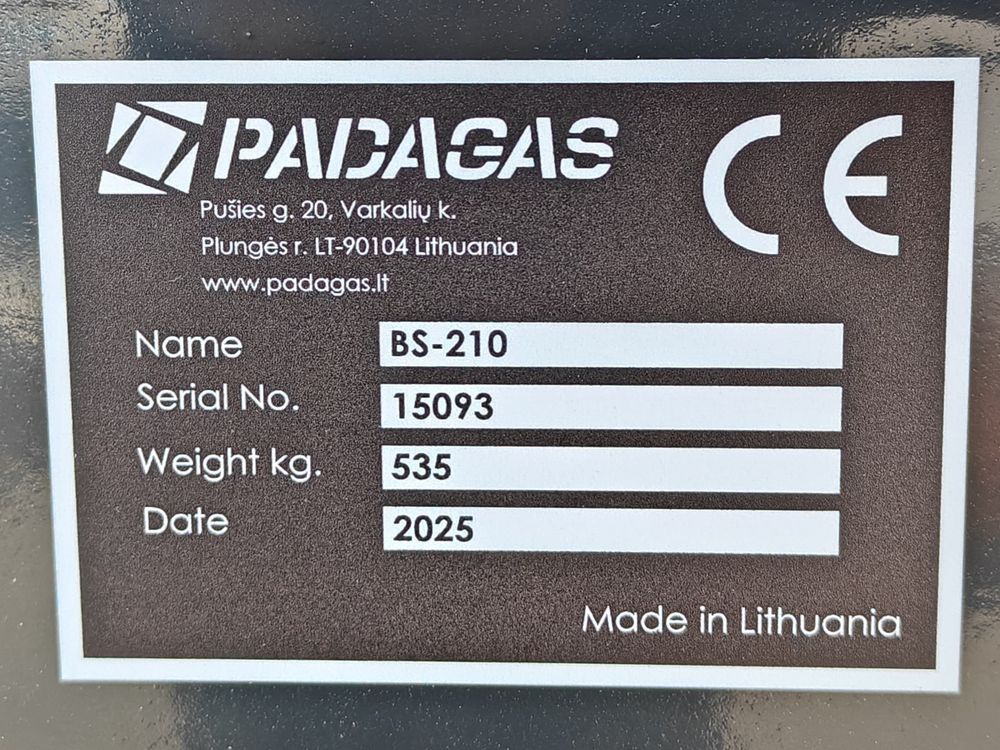 PADAGAS
CE
Pušies g. 20, Varkalių k.
Plungės r. LT-90104 Lithuania
www.padagas.lt
Name BS-210
Serial No. 15093
Weight kg. 535
Date 2025
Made in Lithuania